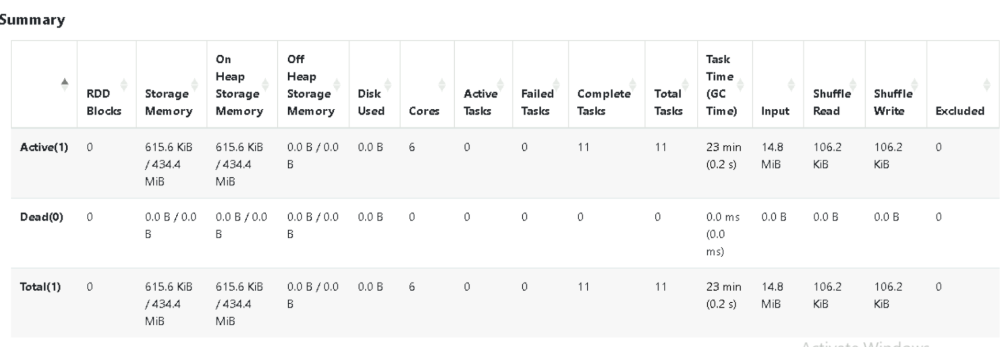 Summary
RDD Blocks
Storage Memory
On Heap Storage Memory
Off Heap Storage Memory
Disk Used
Cores
Active Tasks
Failed Tasks
Complete Tasks
Total Tasks
Task Time (GC Time)
Input
Shuffle Read
Shuffle Write
Excluded
Active(1) 0 615.6 KiB / 434.4 MiB 615.6 KiB / 434.4 MiB 0.0 B / 0.0 B 0.0 B 6 0 0 11 11 23 min (0.2 s) 14.8 MiB 106.2 KiB 106.2 KiB 0
Dead(0) 0 0.0 B / 0.0 B 0.0 B / 0.0 B 0.0 B / 0.0 B 0.0 B 0 0 0 0 0 0.0 ms (0.0 ms) 0.0 B 0.0 B 0.0 B 0
Total(1) 0 615.6 KiB / 434.4 MiB 615.6 KiB / 434.4 MiB 0.0 B / 0.0 B 0.0 B 6 0 0 11 11 23 min (0.2 s) 14.8 MiB 106.2 KiB 106.2 KiB 0
Activate Windows